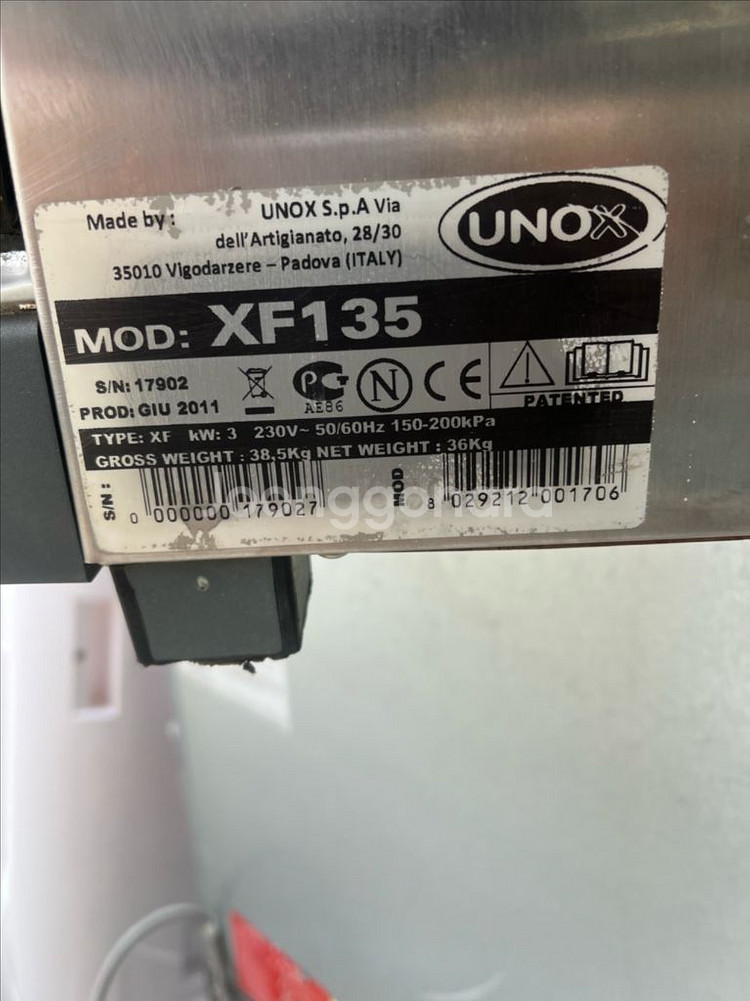 Made by : UNOX S.p.A Via
dell'Artigianato, 28/30
35010 Vigodarzere – Padova (ITALY)
UNOX
MOD: XF135
S/N: 17902
PROD: GIU 2011
AE86
N
CE
PATENTED
TYPE: XF kW: 3 230V~ 50/60Hz 150-200kPa
GROSS WEIGHT : 38,5Kg NET WEIGHT : 36Kg
S/N :
0 000000 179027
MOD
8 029212 001706